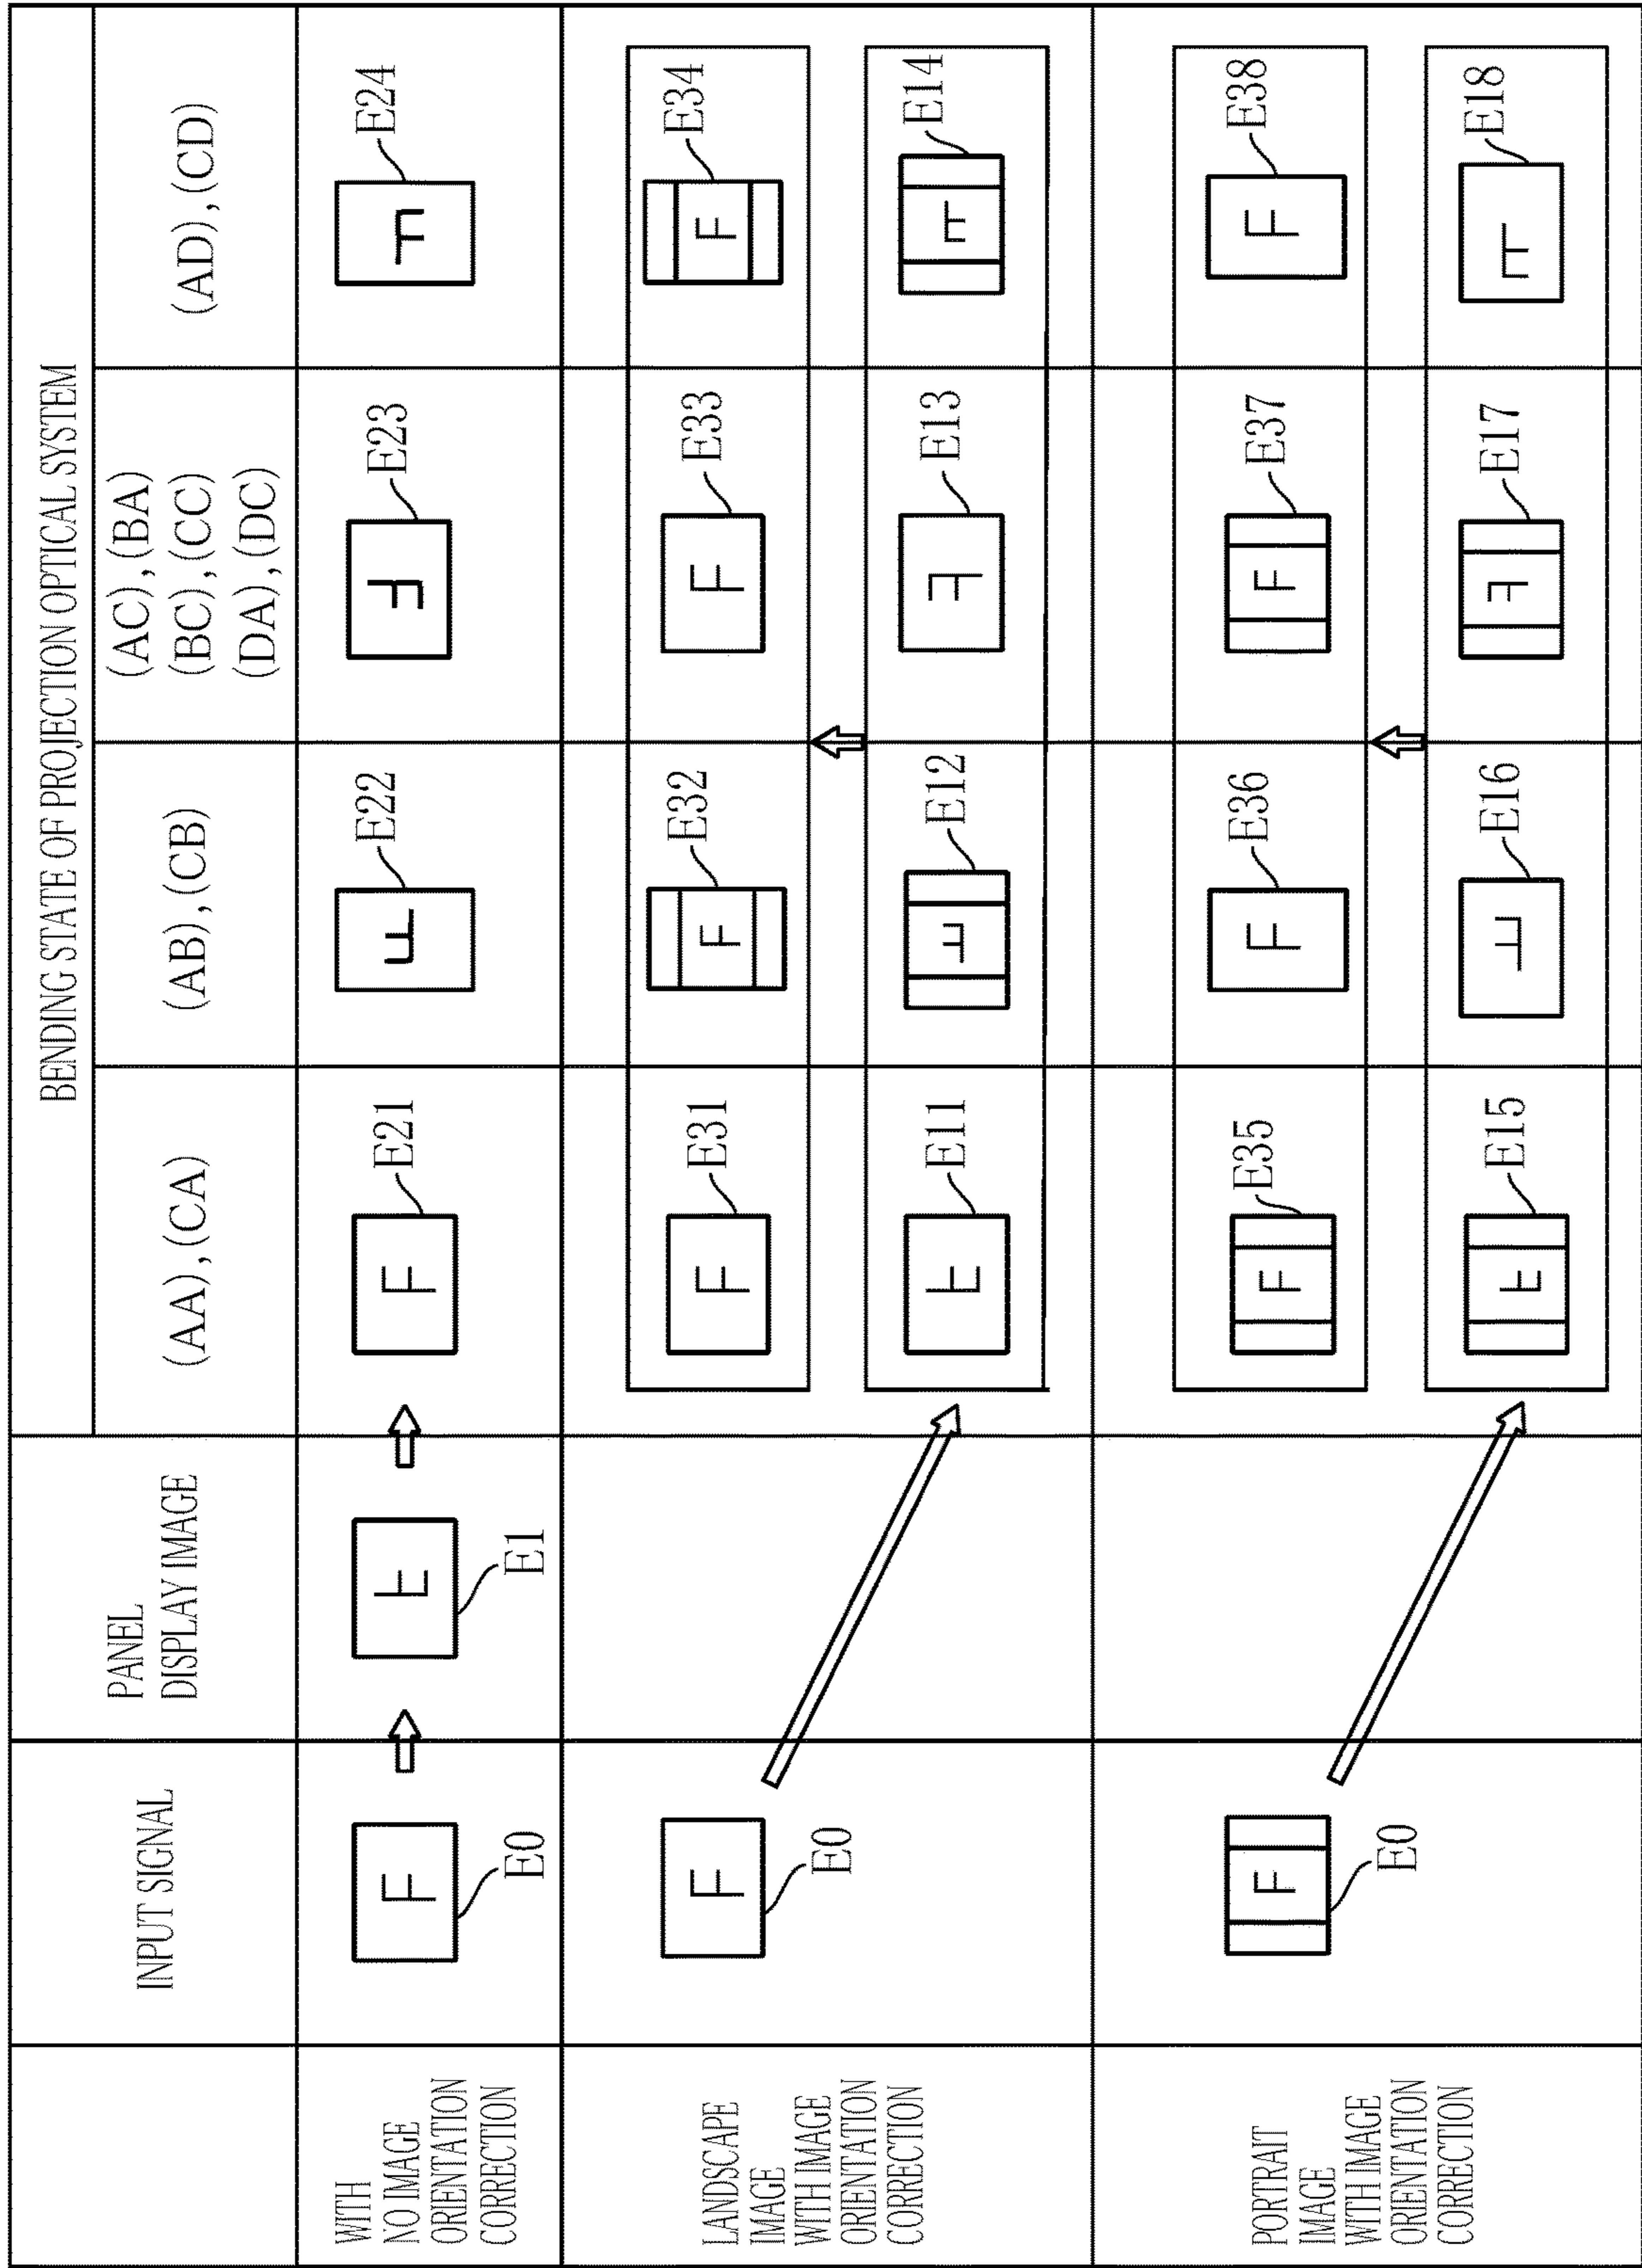 BENDING STATE OF PROJECTION OPTICAL SYSTEM
INPUT SIGNAL
PANEL
DISPLAY IMAGE
(AA),(CA)
(AB),(CB)
(AC),(BA)
(BC),(CC)
(DA),(DC)
(AD),(CD)
WITH
NO IMAGE
ORIENTATION
CORRECTION
F
E0
F
E1
F
E21
F
E22
F
E23
F
E24
LANDSCAPE
IMAGE
WITH IMAGE
ORIENTATION
CORRECTION
F
E0
F
E31
F
E32
F
E33
F
E34
F
E11
F
E12
F
E13
F
E14
PORTRAIT
IMAGE
WITH IMAGE
ORIENTATION
CORRECTION
F
E0
F
E35
F
E36
F
E37
F
E38
F
E15
F
E16
F
E17
F
E18